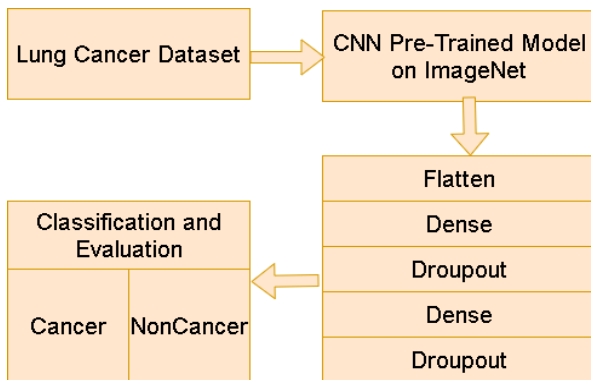 Lung Cancer Dataset
CNN Pre-Trained Model
on ImageNet
Flatten
Dense
Droupout
Dense
Droupout
Classification and
Evaluation
Cancer
NonCancer